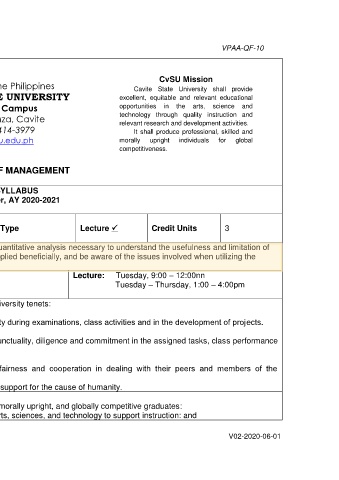 VPAA-QF-10
ne Philippines
E UNIVERSITY
Campus
za, Cavite
414-3979
u.edu.ph
CvSU Mission
Cavite State University shall provide
excellent, equitable and relevant educational
opportunities in the arts, science and
technology through quality instruction and
relevant research and development activities.
It shall produce professional, skilled and
morally upright individuals for global
competitiveness.
F MANAGEMENT
YLLABUS
er, AY 2020-2021
Type
Lecture ✓
Credit Units
3
uantitative analysis necessary to understand the usefulness and limitation of
plied beneficially, and be aware of the issues involved when utilizing the
Lecture: Tuesday, 9:00 – 12:00nn
Tuesday – Thursday, 1:00 – 4:00pm
iversity tenets:
ty during examinations, class activities and in the development of projects.
unctuality, diligence and commitment in the assigned tasks, class performance
fairness and cooperation in dealing with their peers and members of the
support for the cause of humanity.
morally upright, and globally competitive graduates:
rts, sciences, and technology to support instruction; and
V02-2020-06-01